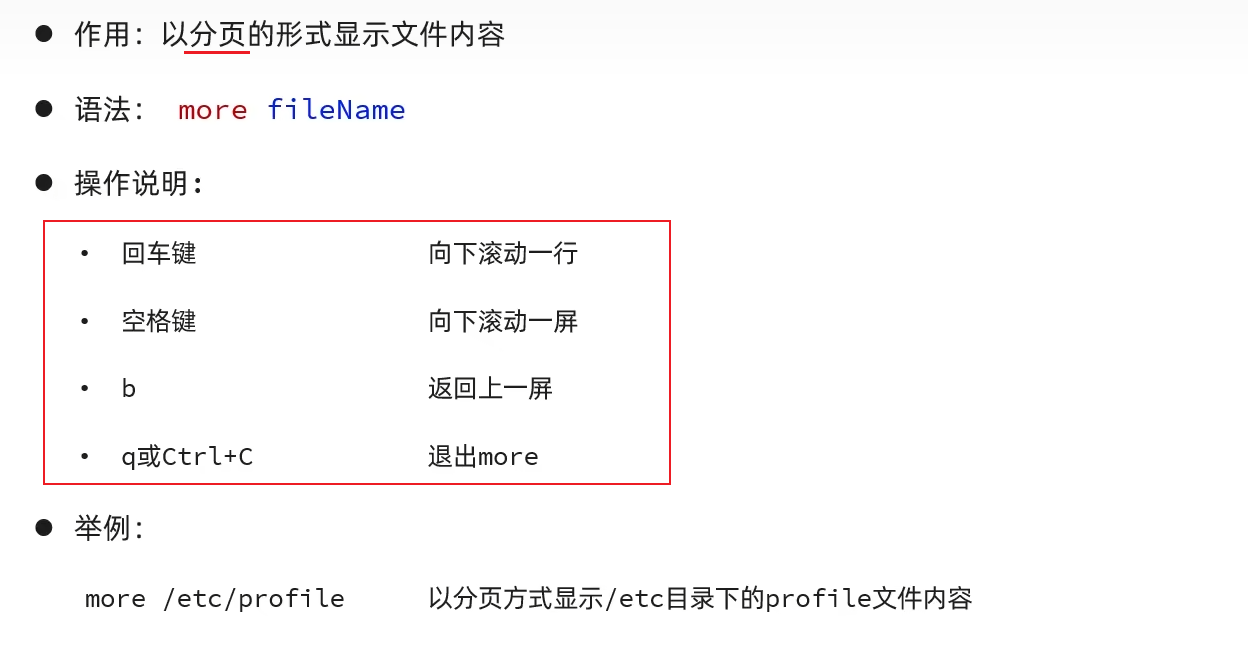 ● 作用：以分页的形式显示文件内容
● 语法： more fileName
● 操作说明:
• 回车键 向下滚动一行
• 空格键 向下滚动一屏
• b 返回上一屏
• q或Ctrl+C 退出more
● 举例：
more /etc/profile 以分页方式显示/etc目录下的profile文件内容